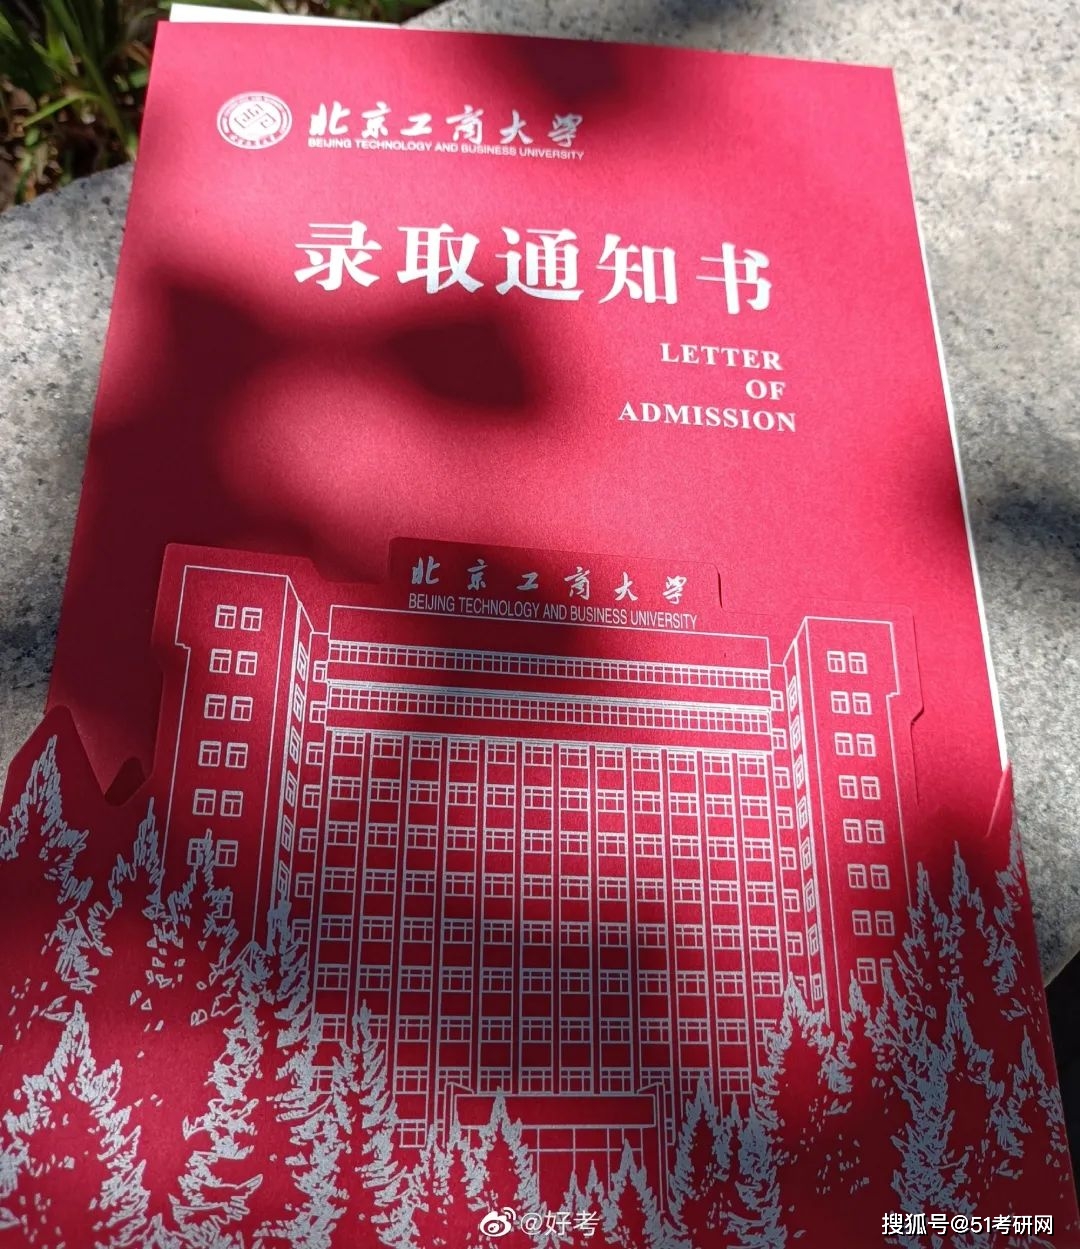 北京工商大学
BEIJING TECHNOLOGY AND BUSINESS UNIVERSITY
录取通知书
LETTER
OF
ADMISSION
北京工商大学
BEIJING TECHNOLOGY AND BUSINESS UNIVERSITY
@好考
搜狐号@51考研网